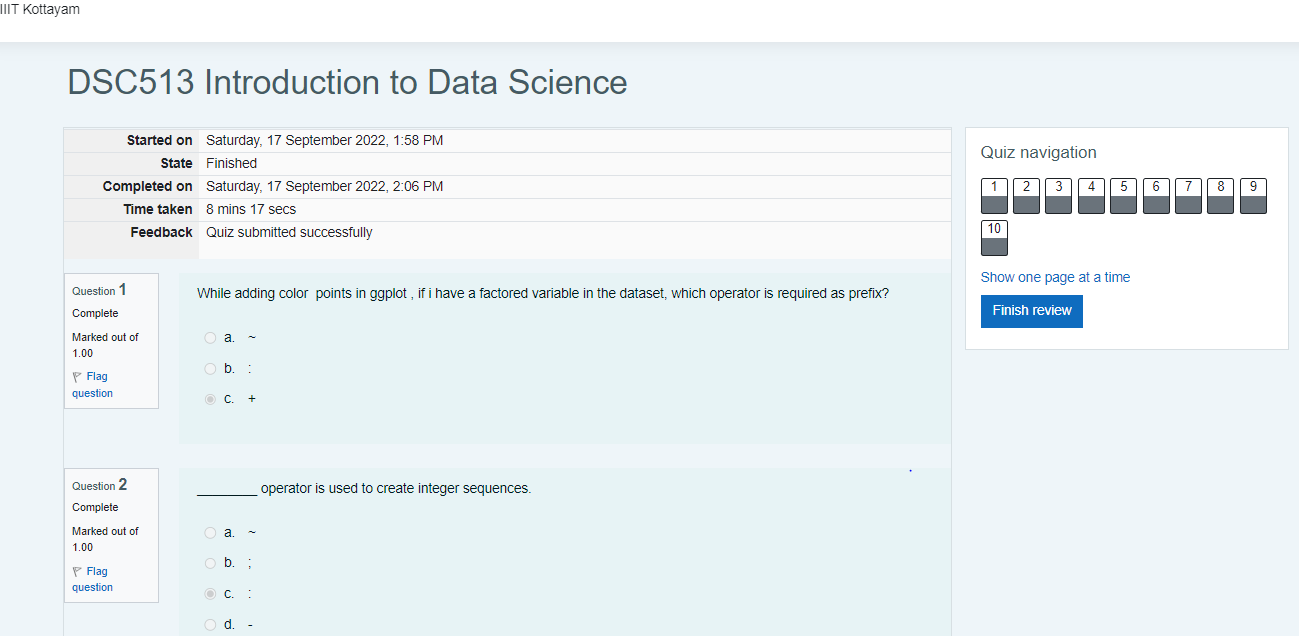 IIIT Kottayam
DSC513 Introduction to Data Science
Started on Saturday, 17 September 2022, 1:58 PM
State Finished
Completed on Saturday, 17 September 2022, 2:06 PM
Time taken 8 mins 17 secs
Feedback Quiz submitted successfully
Quiz navigation
1 2 3 4 5 6 7 8 9
10
Show one page at a time
Finish review
Question 1
Complete
Marked out of
1.00
Flag
question
While adding color points in ggplot , if i have a factored variable in the dataset, which operator is required as prefix?
a. ~
b. :
c. +
Question 2
Complete
Marked out of
1.00
Flag
question
________ operator is used to create integer sequences.
a. ~
b. ;
c. :
d. -